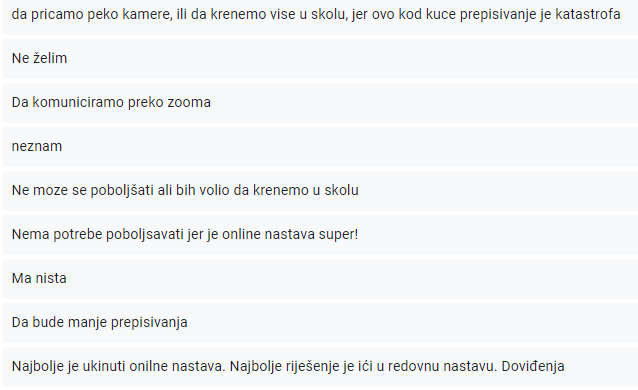 da pricamo peko kamere, ili da krenemo vise u skolu, jer ovo kod kuce prepisivanje je katastrofa
Ne želim
Da komuniciramo preko zooma
neznam
Ne moze se poboljšati ali bih volio da krenemo u skolu
Nema potrebe poboljsavati jer je online nastava super!
Ma nista
Da bude manje prepisivanja
Najbolje je ukinuti onilne nastava. Najbolje riješenje je ići u redovnu nastavu. Doviđenja